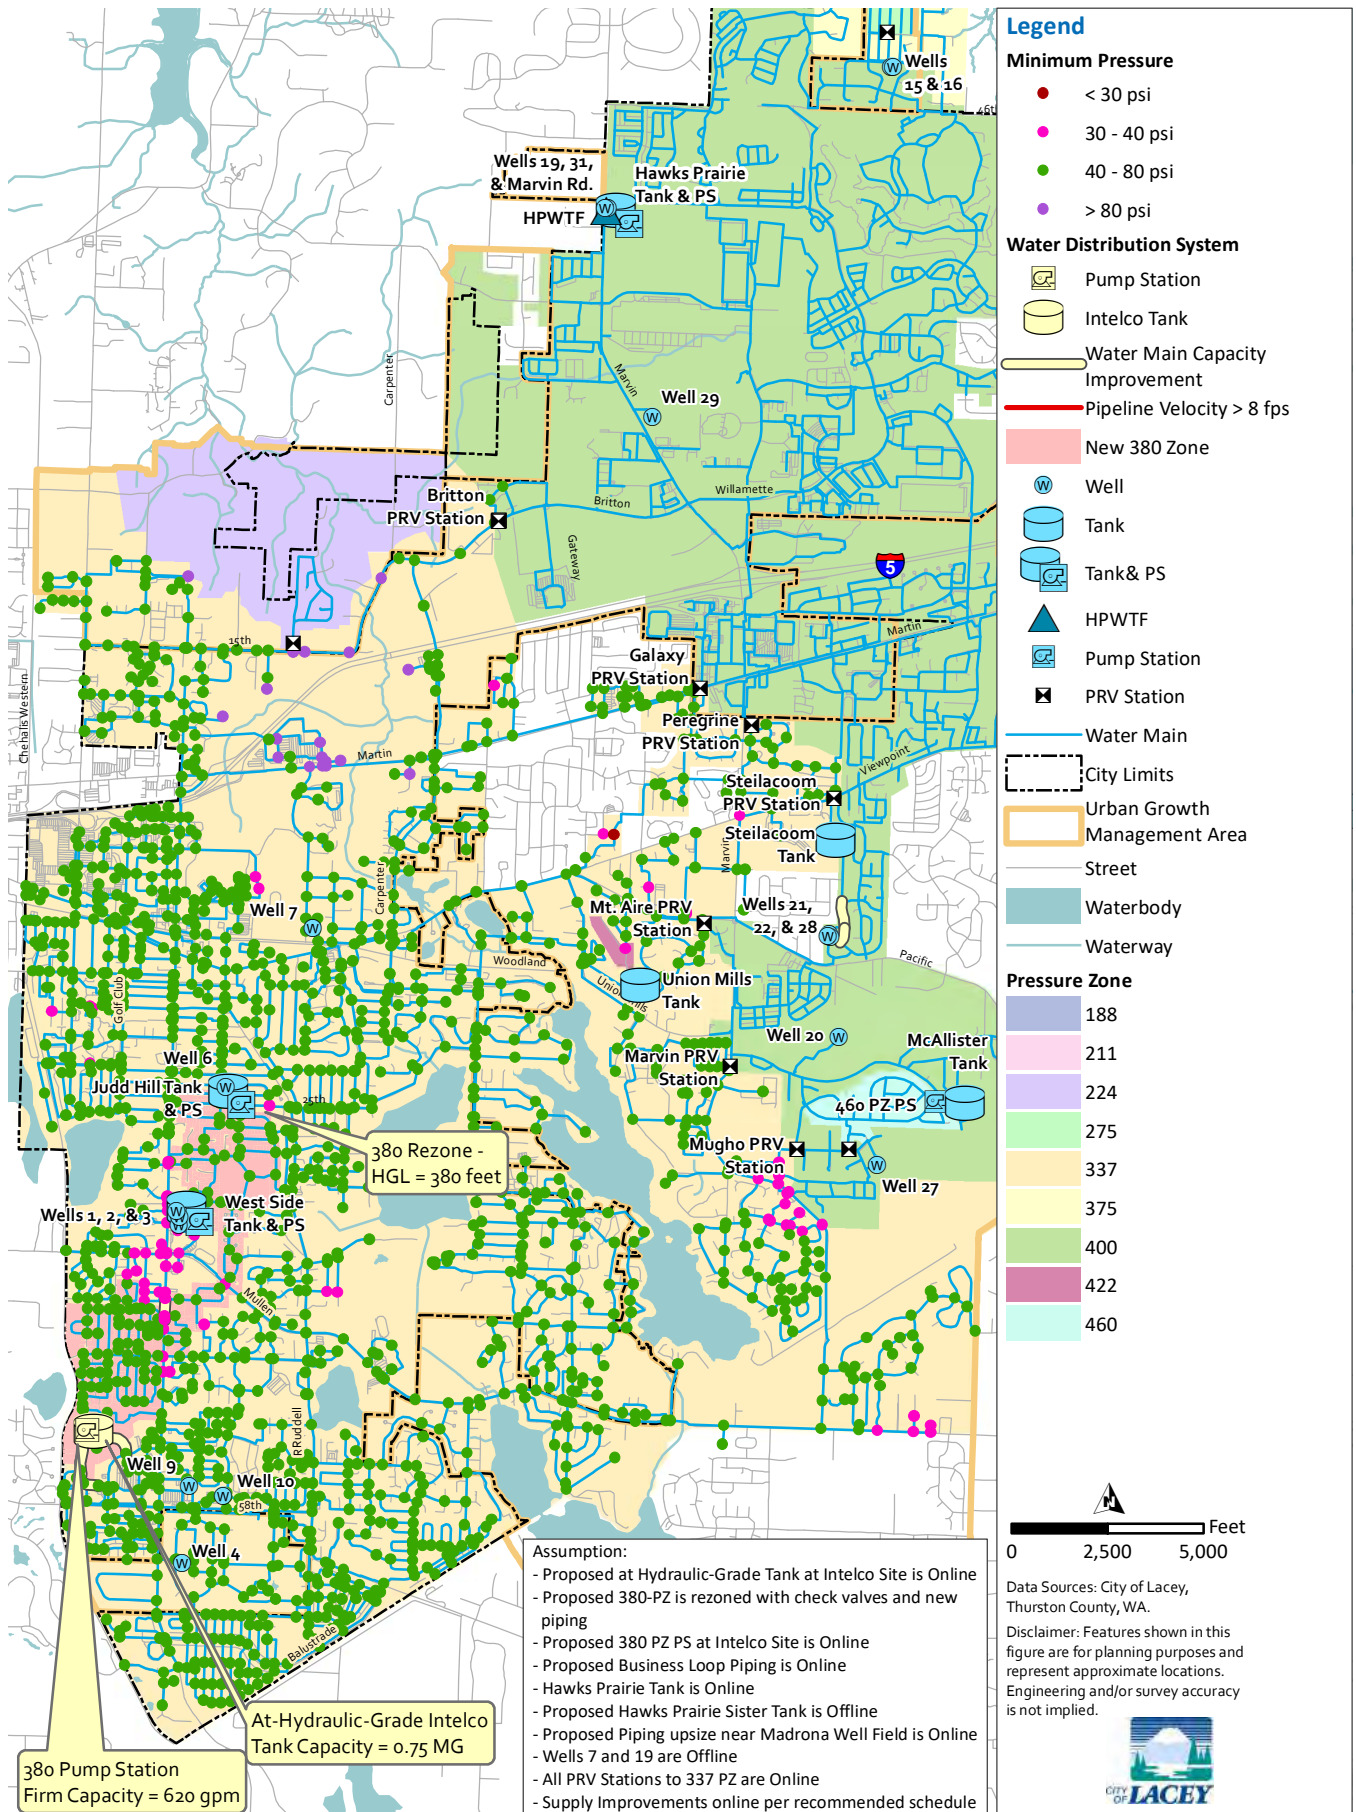 Wells
15 & 16
46th
Wells 19, 31,
& Marvin Rd.
Hawks Prairie
Tank & PS
HPWTF
Carpenter
Marvin
Well 29
Willamette
Britton
Britton
PRV Station
Gateway
5
15th
Martin
Galaxy
PRV Station
Chehalis Western
Peregrine
PRV Station
Martin
Viewpoint
Steilacoom
PRV Station
Steilacoom
Tank
Marvin
Carpenter
Well 7
Mt. Aire PRV
Station
Wells 21,
22, & 28
Woodland
Pacific
Union Mills
Union Mills
Tank
Golf Club
Well 20
McAllister
Tank
Well 6
Judd Hill Tank
& PS
25th
Marvin PRV
Station
460 PZ PS
380 Rezone -
HGL = 380 feet
Mugho PRV
Station
Well 27
West Side
Tank & PS
Wells 1, 2, & 3
Mullen
RRuddell
Well 9
Well 10
58th
Well 4
Balustrade
At-Hydraulic-Grade Intelco
Tank Capacity = 0.75 MG
380 Pump Station
Firm Capacity = 620 gpm
Assumption:
- Proposed at Hydraulic-Grade Tank at Intelco Site is Online
- Proposed 380-PZ is rezoned with check valves and new
piping
- Proposed 380 PZ PS at Intelco Site is Online
- Proposed Business Loop Piping is Online
- Hawks Prairie Tank is Online
- Proposed Hawks Prairie Sister Tank is Offline
- Proposed Piping upsize near Madrona Well Field is Online
- Wells 7 and 19 are Offline
- All PRV Stations to 337 PZ are Online
- Supply Improvements online per recommended schedule
Legend
Minimum Pressure
< 30 psi
30 - 40 psi
40 - 80 psi
> 80 psi
Water Distribution System
Pump Station
Intelco Tank
Water Main Capacity
Improvement
Pipeline Velocity > 8 fps
New 380 Zone
Well
Tank
Tank& PS
HPWTF
Pump Station
PRV Station
Water Main
City Limits
Urban Growth
Management Area
Street
Waterbody
Waterway
Pressure Zone
188
211
224
275
337
375
400
422
460
N
Feet
0 2,500 5,000
Data Sources: City of Lacey,
Thurston County, WA.
Disclaimer: Features shown in this
figure are for planning purposes and
represent approximate locations.
Engineering and/or survey accuracy
is not implied.
CITY OF LACEY